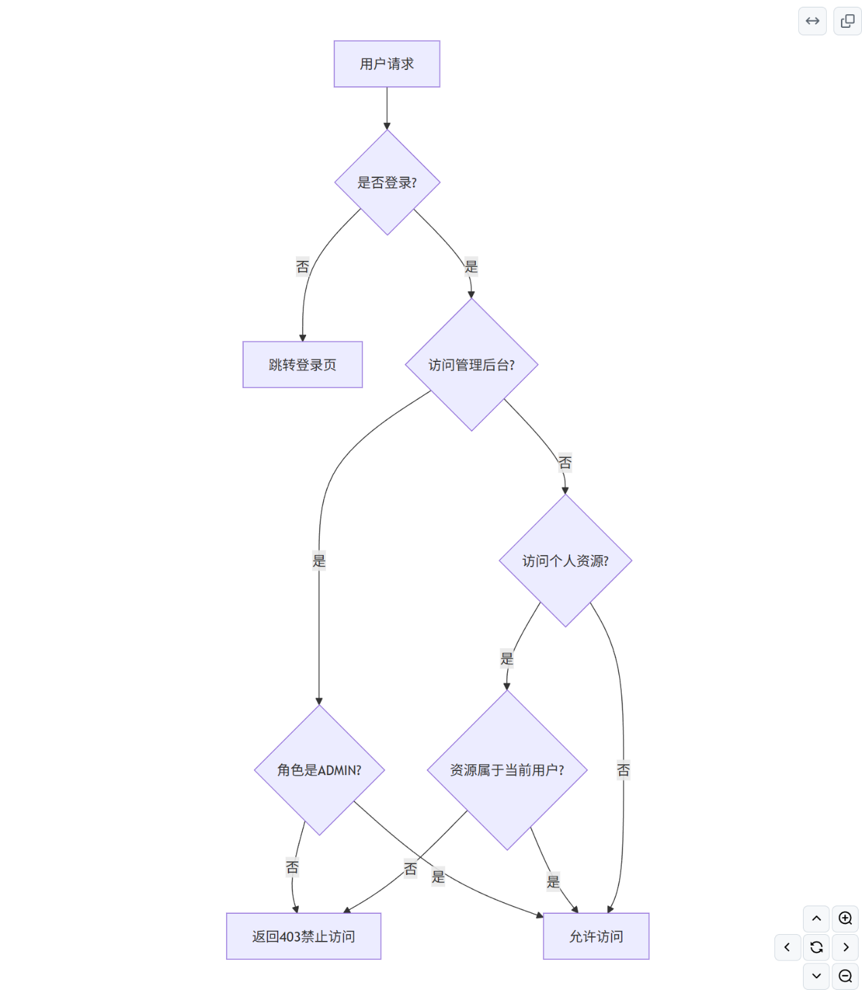 用户请求
是否登录?
否
是
跳转登录页
访问管理后台?
否
是
访问个人资源?
是
角色是ADMIN?
资源属于当前用户?
否
否
否
是
是
返回403禁止访问
允许访问